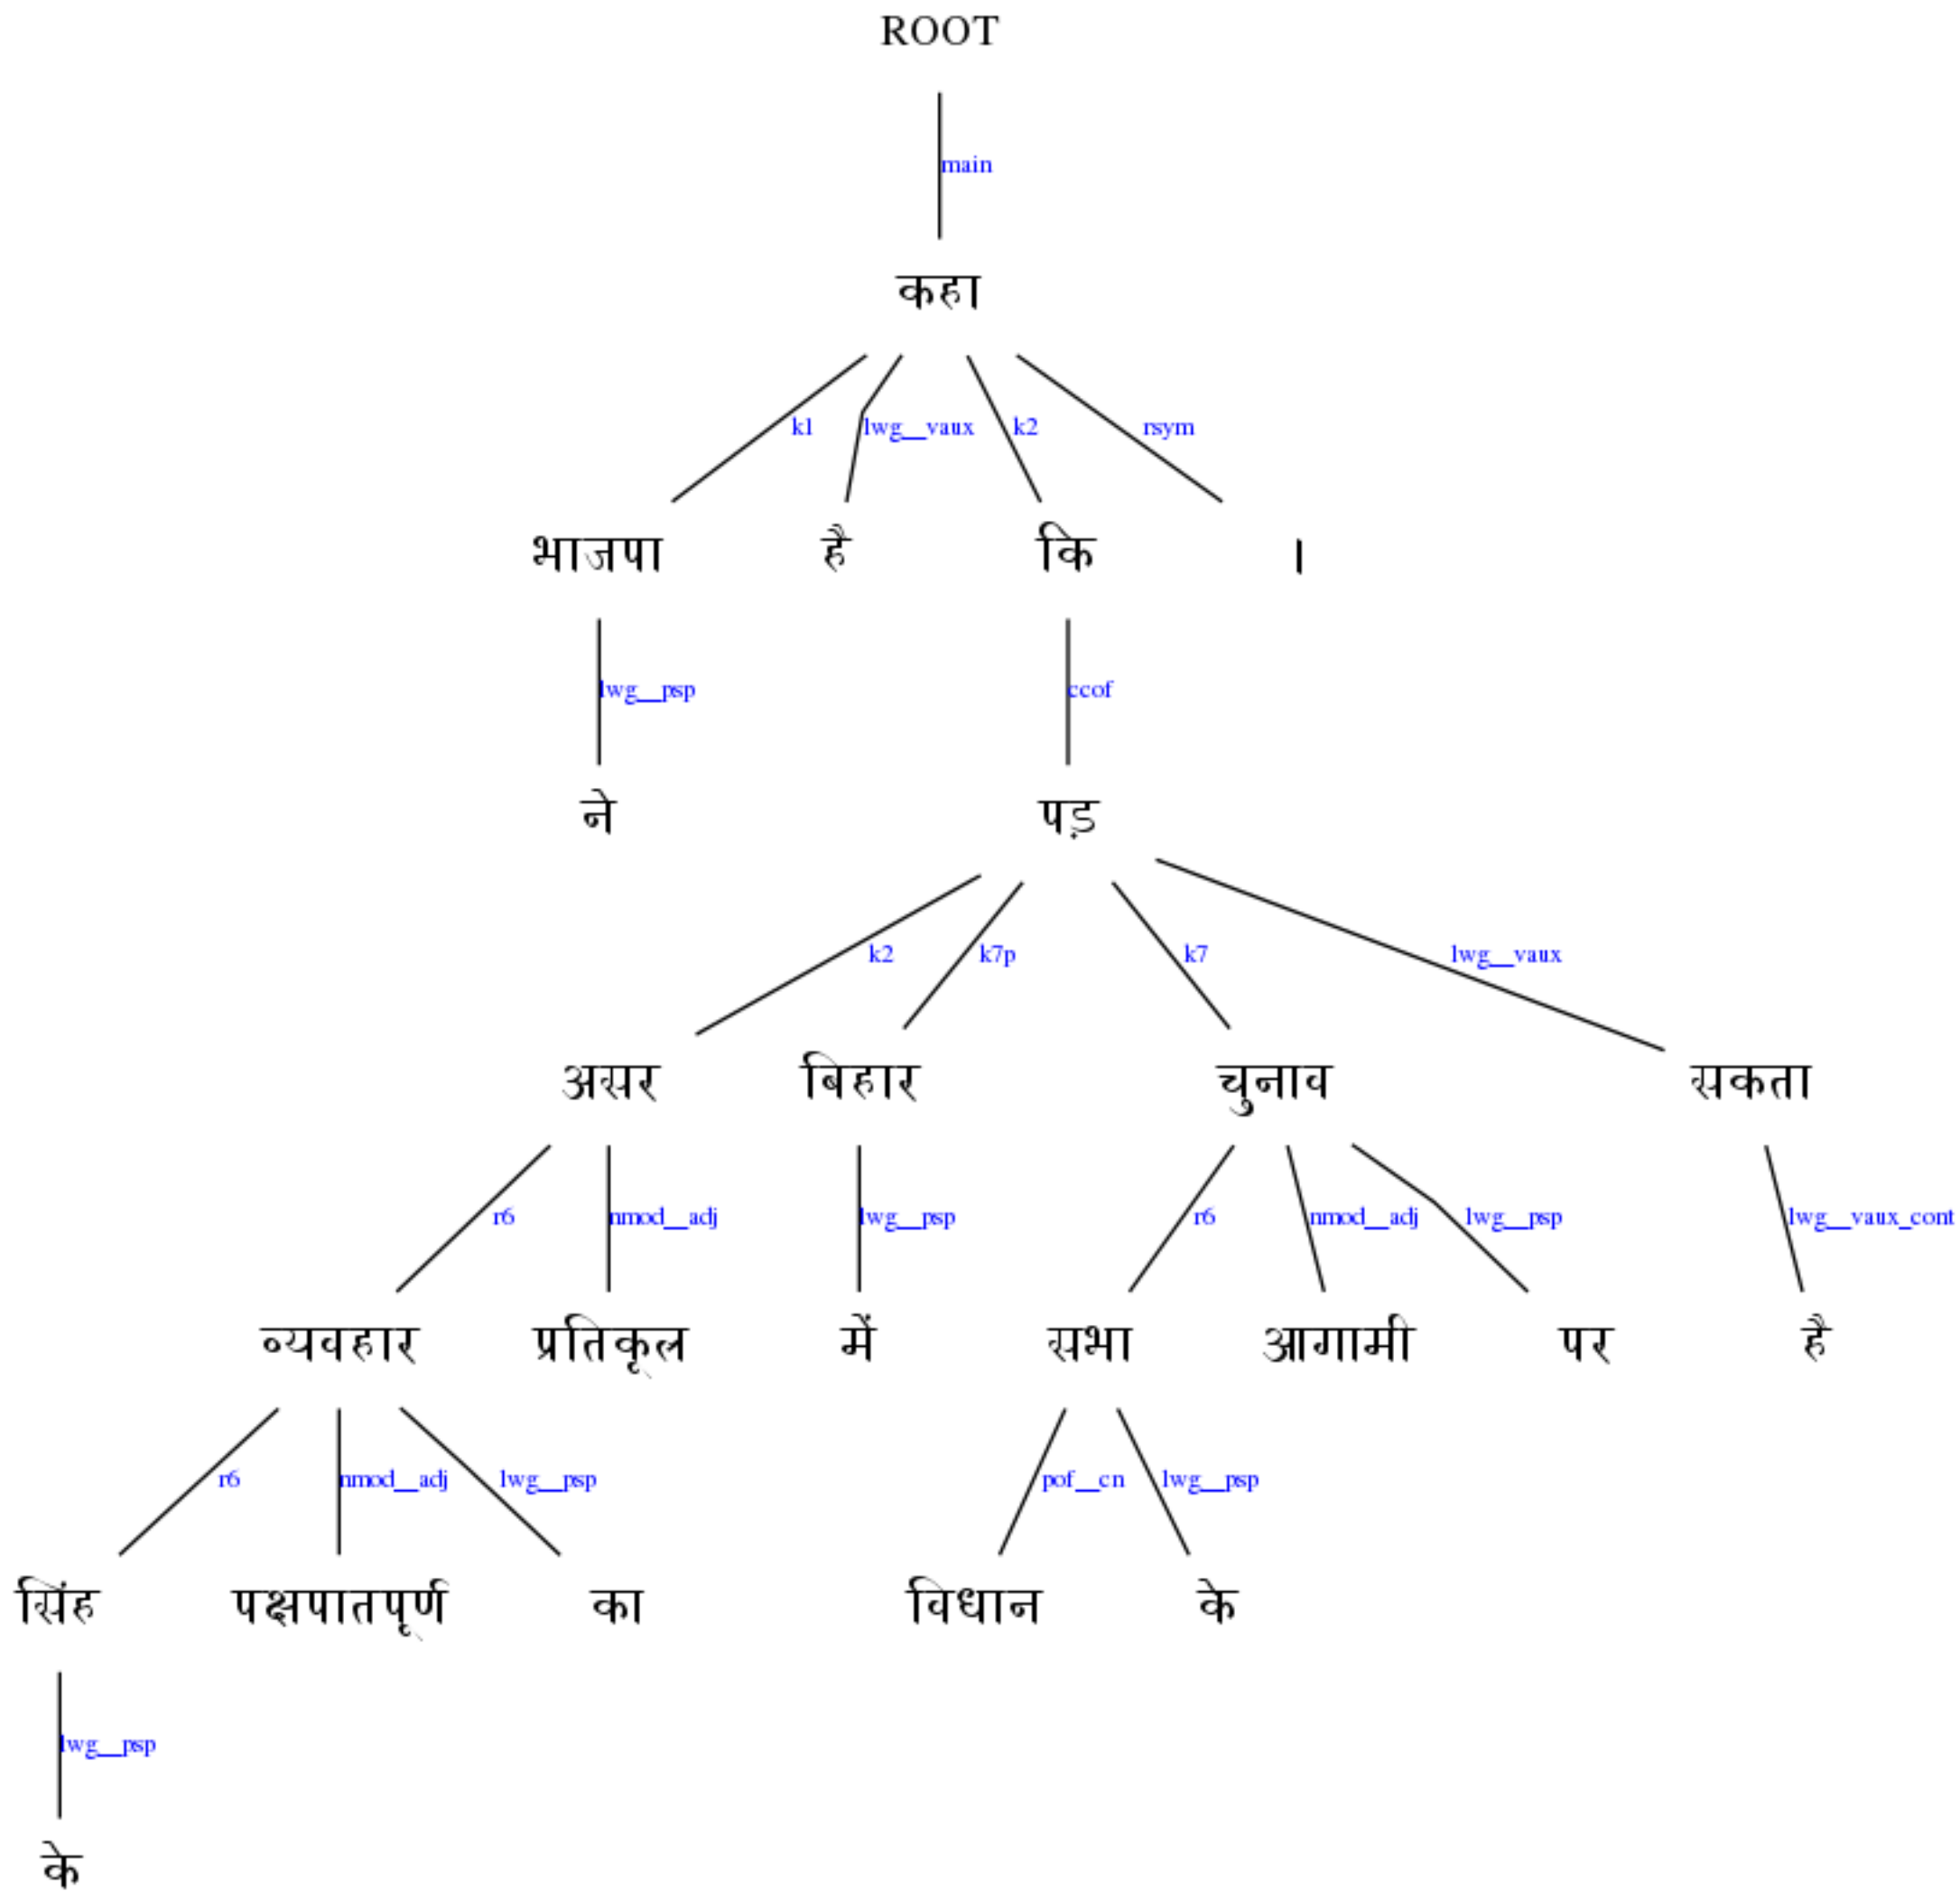 ROOT
main
कहा
k1 lwg__vaux k2 rsym
भाजपा है कि ।
lwg__psp ccof
ने पड़
k2 k7p k7 lwg__vaux
असर बिहार चुनाव सकता
r6 nmod__adj lwg__psp r6 nmod__adj lwg__psp lwg__vaux_cont
व्यवहार प्रतिकूल में सभा आगामी पर है
r6 nmod__adj lwg__psp pof__cn lwg__psp
सिंह पक्षपातपूर्ण का विधान के
lwg__psp
के